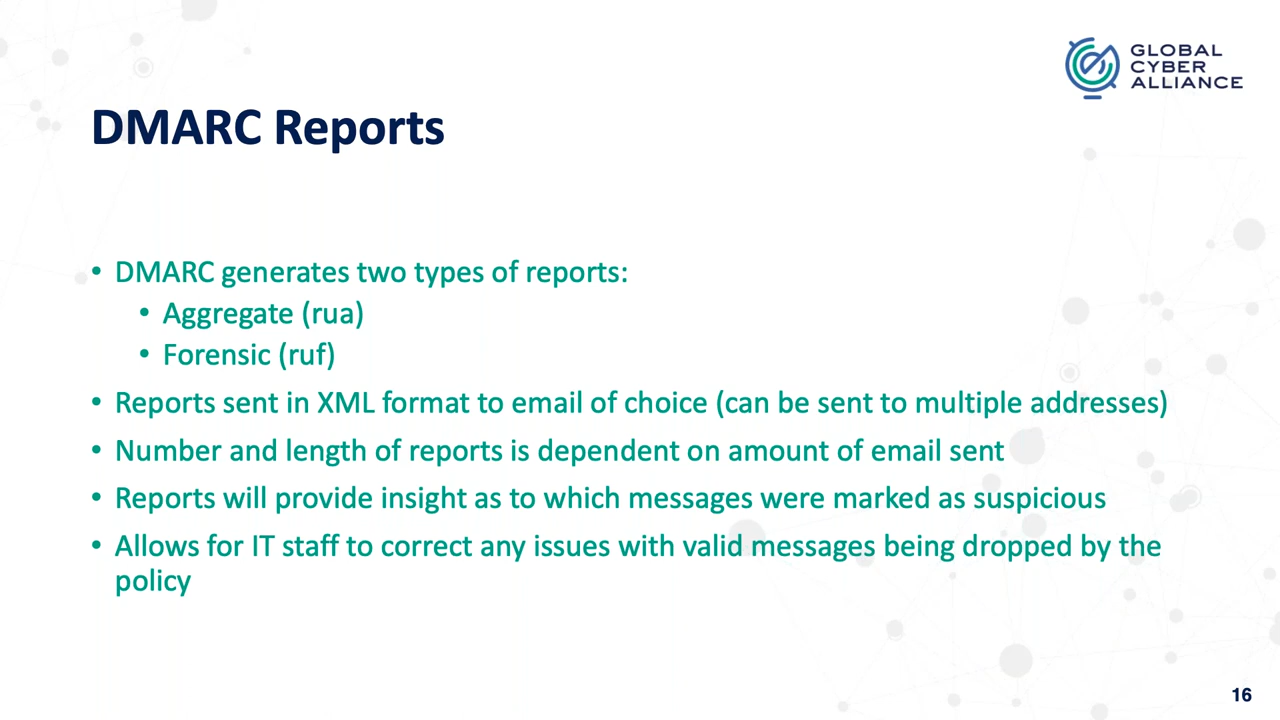 GLOBAL
CYBER
ALLIANCE
DMARC Reports
• DMARC generates two types of reports:
• Aggregate (rua)
• Forensic (ruf)
• Reports sent in XML format to email of choice (can be sent to multiple addresses)
• Number and length of reports is dependent on amount of email sent
• Reports will provide insight as to which messages were marked as suspicious
• Allows for IT staff to correct any issues with valid messages being dropped by the
policy
16